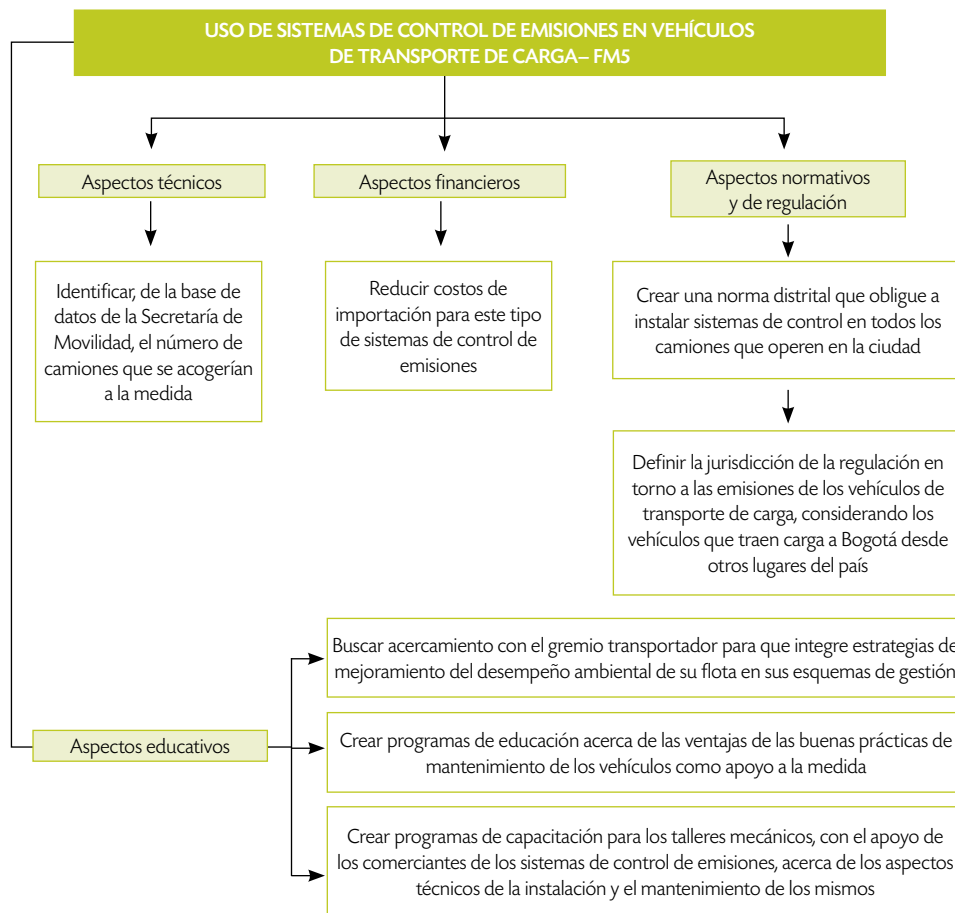 USO DE SISTEMAS DE CONTROL DE EMISIONES EN VEHÍCULOS
DE TRANSPORTE DE CARGA– FM5
Aspectos técnicos
Aspectos financieros
Aspectos normativos
y de regulación
Identificar, de la base de
datos de la Secretaría de
Movilidad, el número de
camiones que se acogerían
a la medida
Reducir costos de
importación para este tipo
de sistemas de control de
emisiones
Crear una norma distrital que obligue a
instalar sistemas de control en todos los
camiones que operen en la ciudad
Definir la jurisdicción de la regulación en
torno a las emisiones de los vehículos de
transporte de carga, considerando los
vehículos que traen carga a Bogotá desde
otros lugares del país
Aspectos educativos
Buscar acercamiento con el gremio transportador para que integre estrategias de
mejoramiento del desempeño ambiental de su flota en sus esquemas de gestión
Crear programas de educación acerca de las ventajas de las buenas prácticas de
mantenimiento de los vehículos como apoyo a la medida
Crear programas de capacitación para los talleres mecánicos, con el apoyo de
los comerciantes de los sistemas de control de emisiones, acerca de los aspectos
técnicos de la instalación y el mantenimiento de los mismos